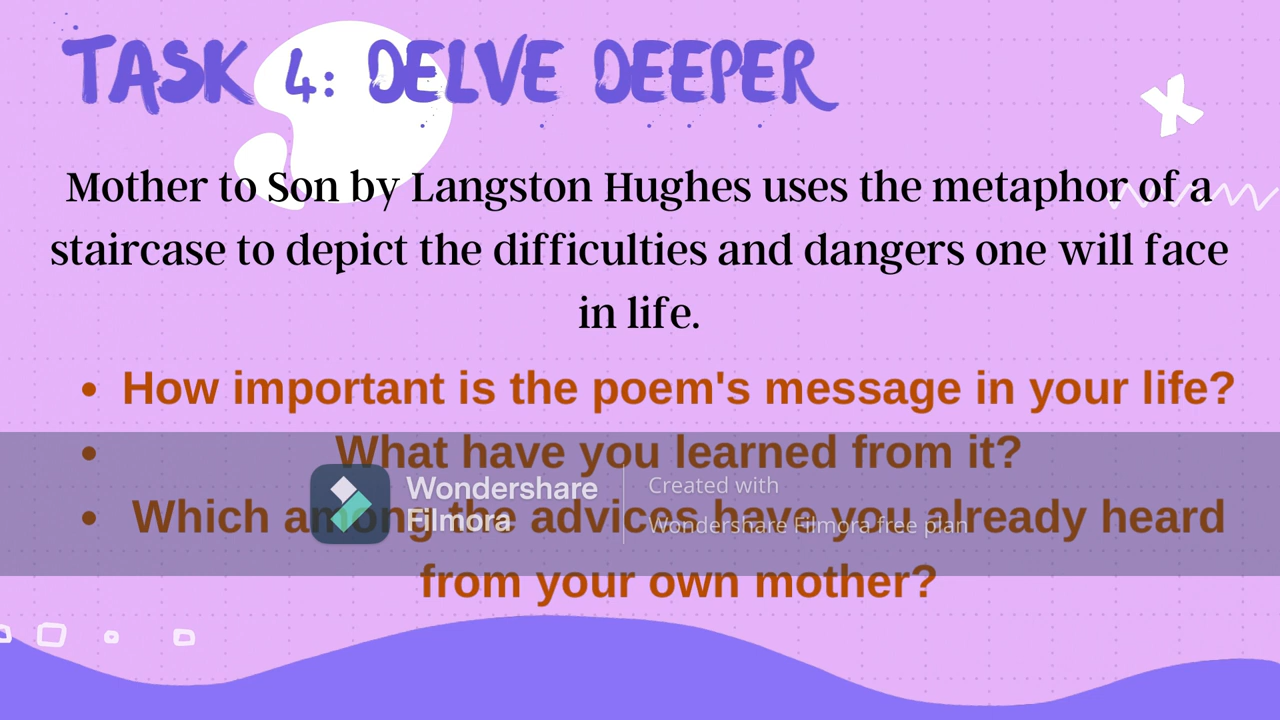 TASK 4: DELVE DEEPER
Mother to Son by Langston Hughes uses the metaphor of a
staircase to depict the difficulties and dangers one will face
in life.
• How important is the poem's message in your life?
• What have you learned from it?
• Which among the advices have you already heard
from your own mother?
Wondershare
Filmora
Created with
Wondershare Filmora free plan